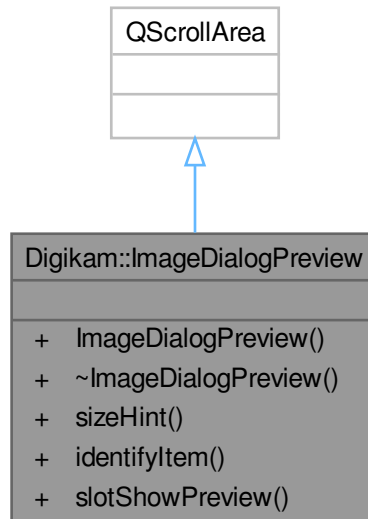 QScrollArea
Digikam::ImageDialogPreview
+ ImageDialogPreview()
+ ~ImageDialogPreview()
+ sizeHint()
+ identifyItem()
+ slotShowPreview()